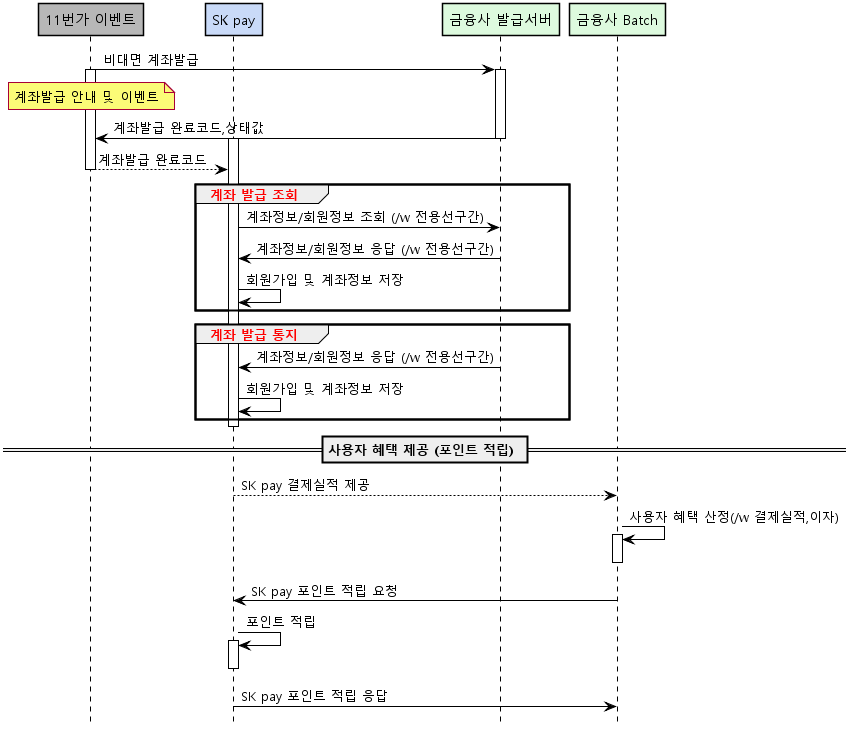 11번가 이벤트
SK pay
금융사 발급서버
금융사 Batch
비대면 계좌발급
계좌발급 안내 및 이벤트
계좌발급 완료코드,상태값
계좌발급 완료코드
계좌 발급 조회
계좌정보/회원정보 조회 (/w 전용선구간)
계좌정보/회원정보 응답 (/w 전용선구간)
회원가입 및 계좌정보 저장
계좌 발급 통지
계좌정보/회원정보 응답 (/w 전용선구간)
회원가입 및 계좌정보 저장
사용자 혜택 제공 (포인트 적립)
SK pay 결제실적 제공
사용자 혜택 산정(/w 결제실적,이자)
SK pay 포인트 적립 요청
포인트 적립
SK pay 포인트 적립 응답